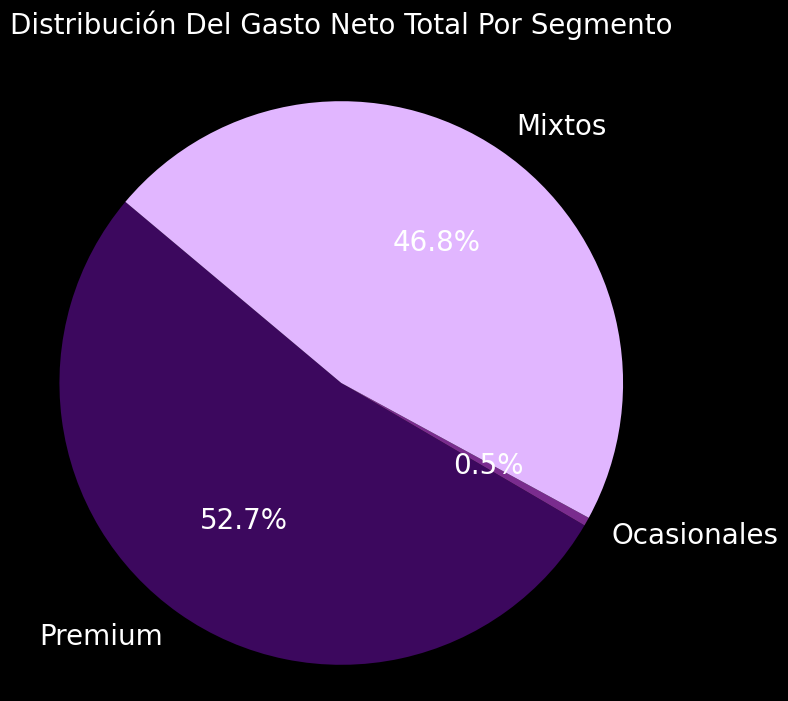 Distribución Del Gasto Neto Total Por Segmento
Mixtos
46.8%
0.5%
52.7%
Ocasionales
Premium